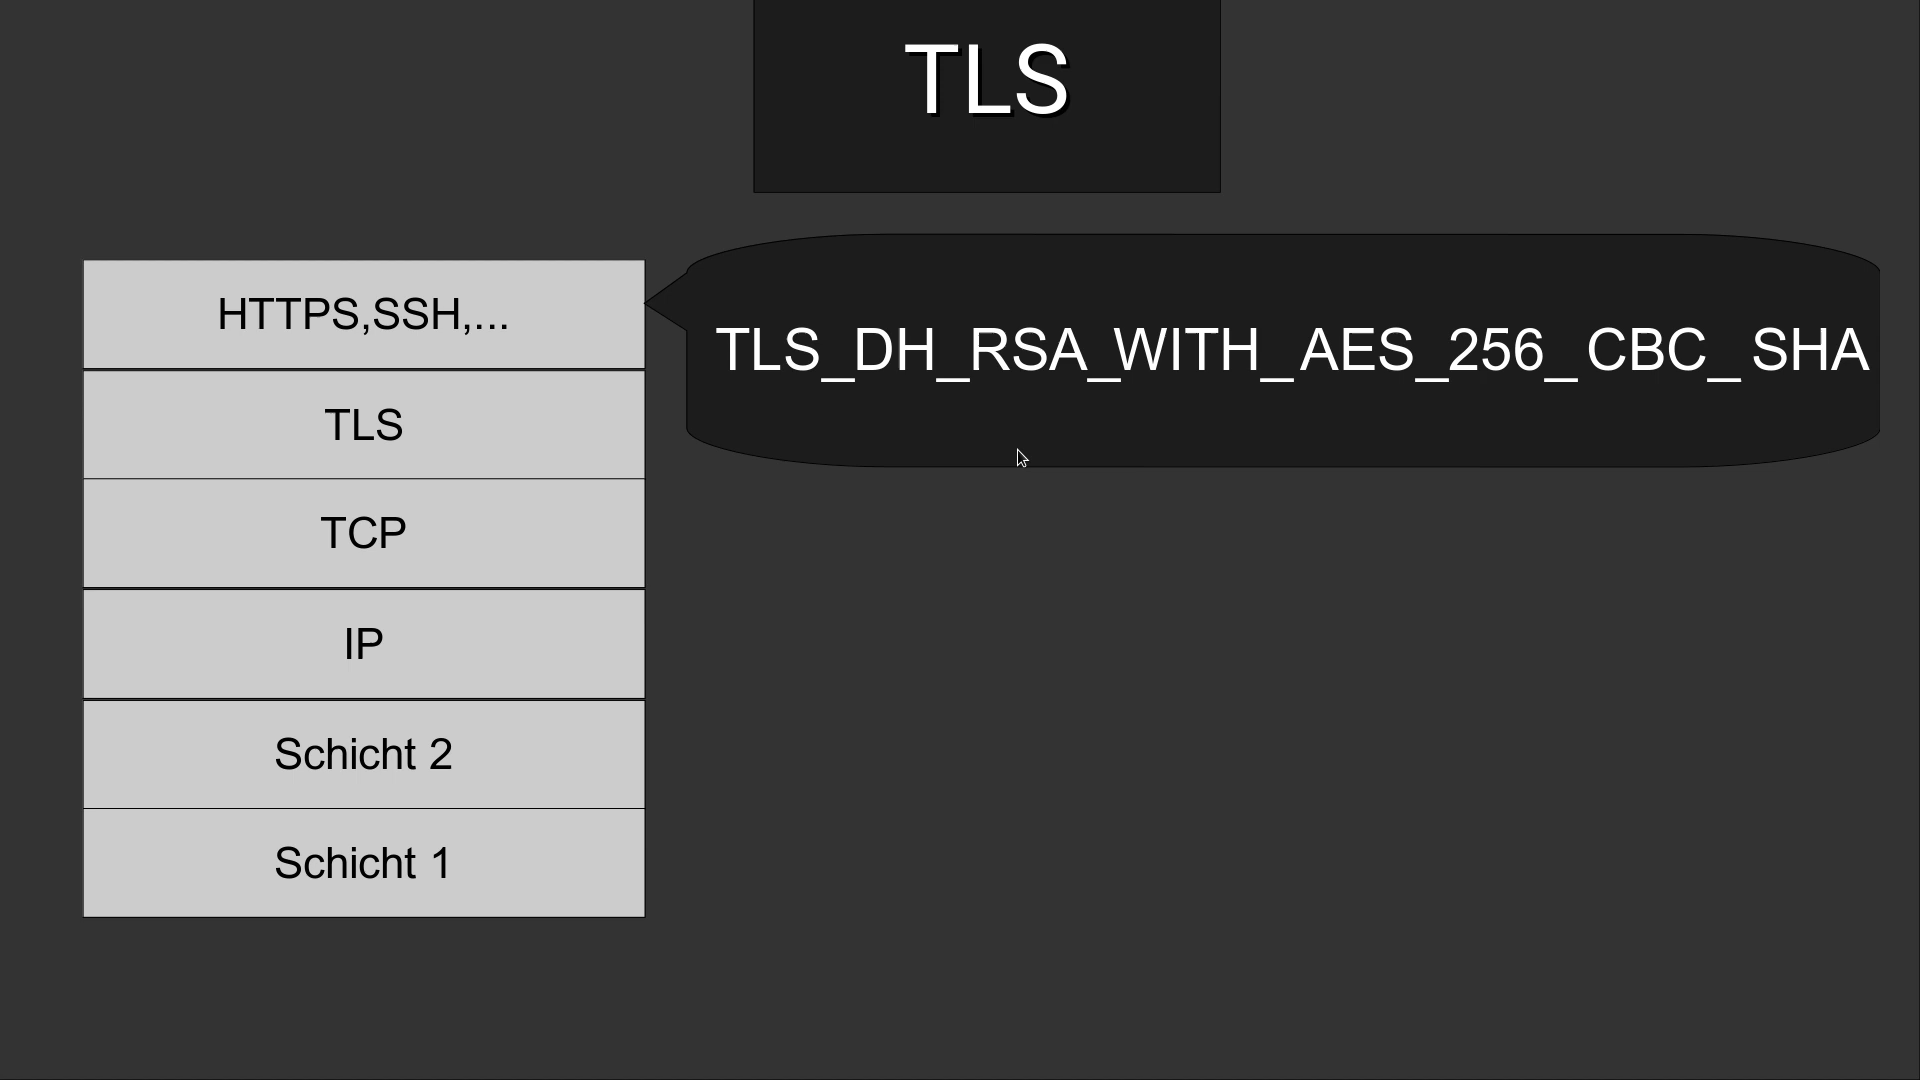 TLS
HTTPS,SSH,...
TLS_DH_RSA_WITH_AES_256_CBC_SHA
TLS
TCP
IP
Schicht 2
Schicht 1